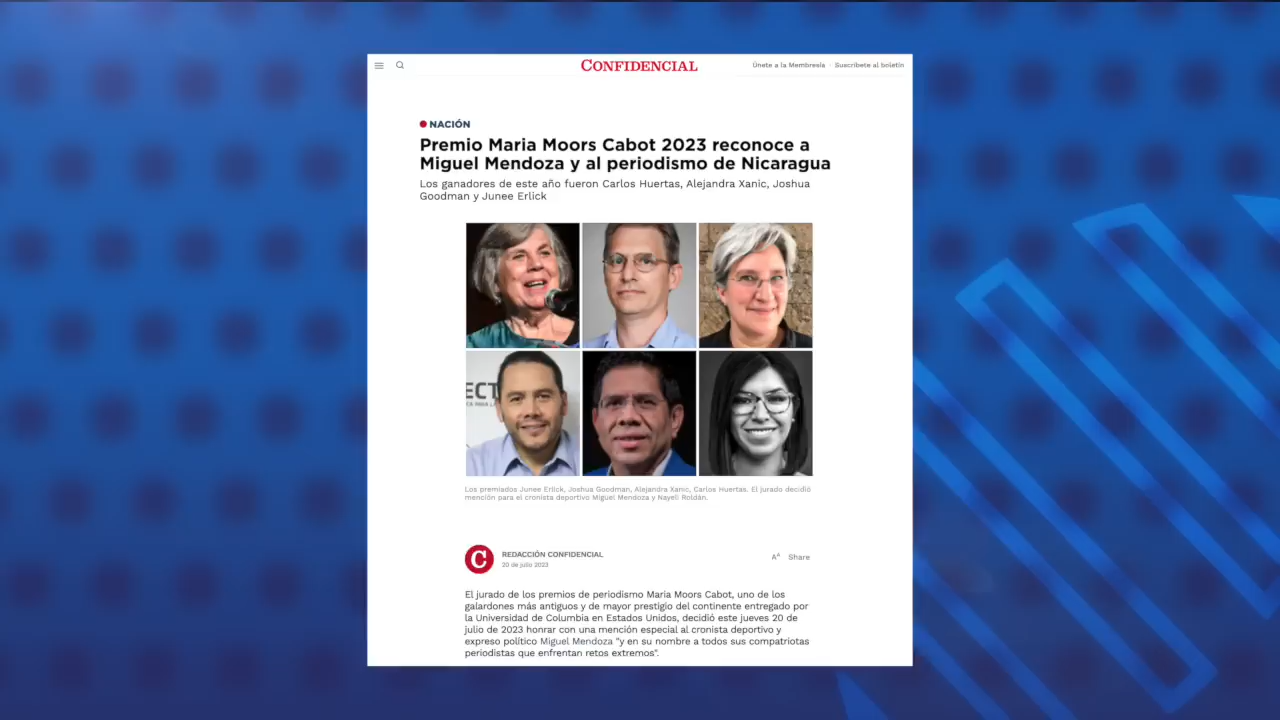 CONFIDENCIAL
Únete a la Membresía · Suscríbete al boletín
NACIÓN
Premio Maria Moors Cabot 2023 reconoce a
Miguel Mendoza y al periodismo de Nicaragua
Los ganadores de este año fueron Carlos Huertas, Alejandra Xanic, Joshua
Goodman y Junee Erlick
ECT
Los premiados Junee Erlick, Joshua Goodman, Alejandra Xanic, Carlos Huertas. El jurado decidió
mención para el cronista deportivo Miguel Mendoza y Nayeli Roldán.
C
REDACCIÓN CONFIDENCIAL
20 de julio 2023
AA Share
El jurado de los premios de periodismo Maria Moors Cabot, uno de los
galardones más antiguos y de mayor prestigio del continente entregado por
la Universidad de Columbia en Estados Unidos, decidió este jueves 20 de
julio de 2023 honrar con una mención especial al cronista deportivo y
expreso político Miguel Mendoza "y en su nombre a todos sus compatriotas
periodistas que enfrentan retos extremos".